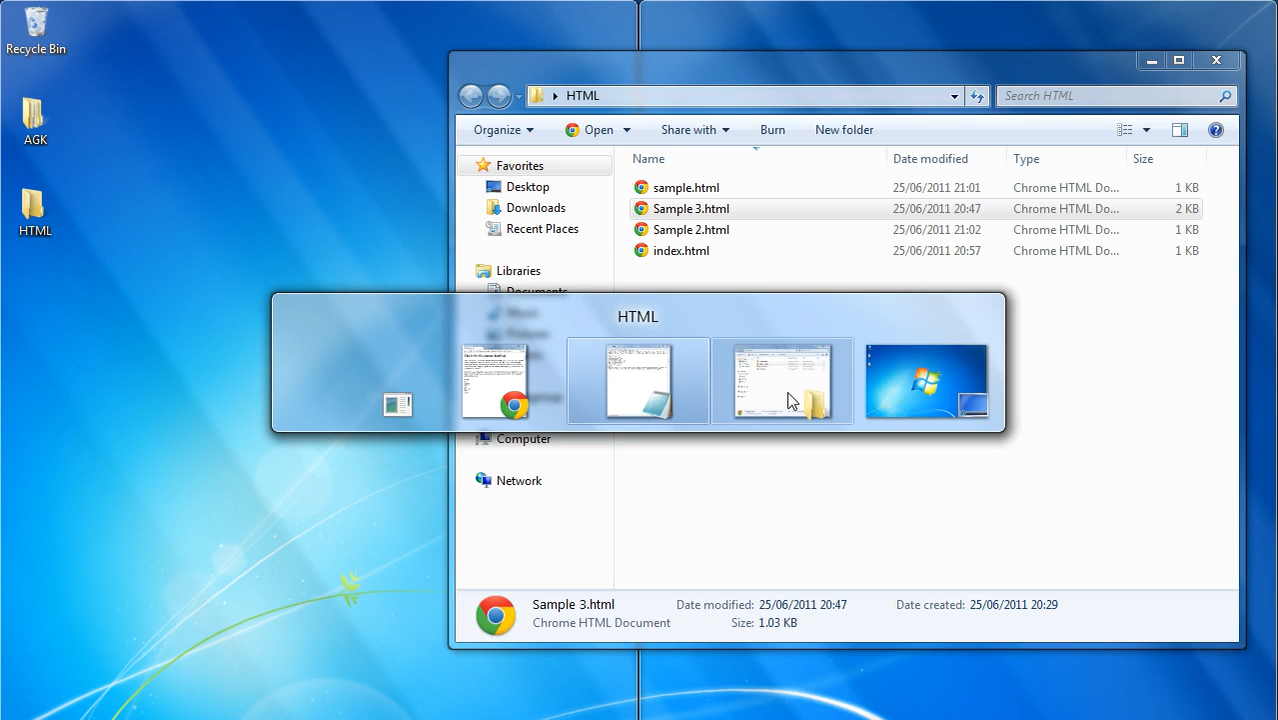 Recycle Bin
AGK
HTML
HTML
Search HTML
Organize
Open
Share with
Burn
New folder
Favorites
Desktop
Downloads
Recent Places
Libraries
Documents
Computer
Network
Name Date modified Type Size
sample.html 25/06/2011 21:01 Chrome HTML Do... 1 KB
Sample 3.html 25/06/2011 20:47 Chrome HTML Do... 2 KB
Sample 2.html 25/06/2011 21:02 Chrome HTML Do... 1 KB
index.html 25/06/2011 20:57 Chrome HTML Do... 1 KB
HTML
Sample 3.html Date modified: 25/06/2011 20:47 Date created: 25/06/2011 20:29
Chrome HTML Document Size: 1.03 KB